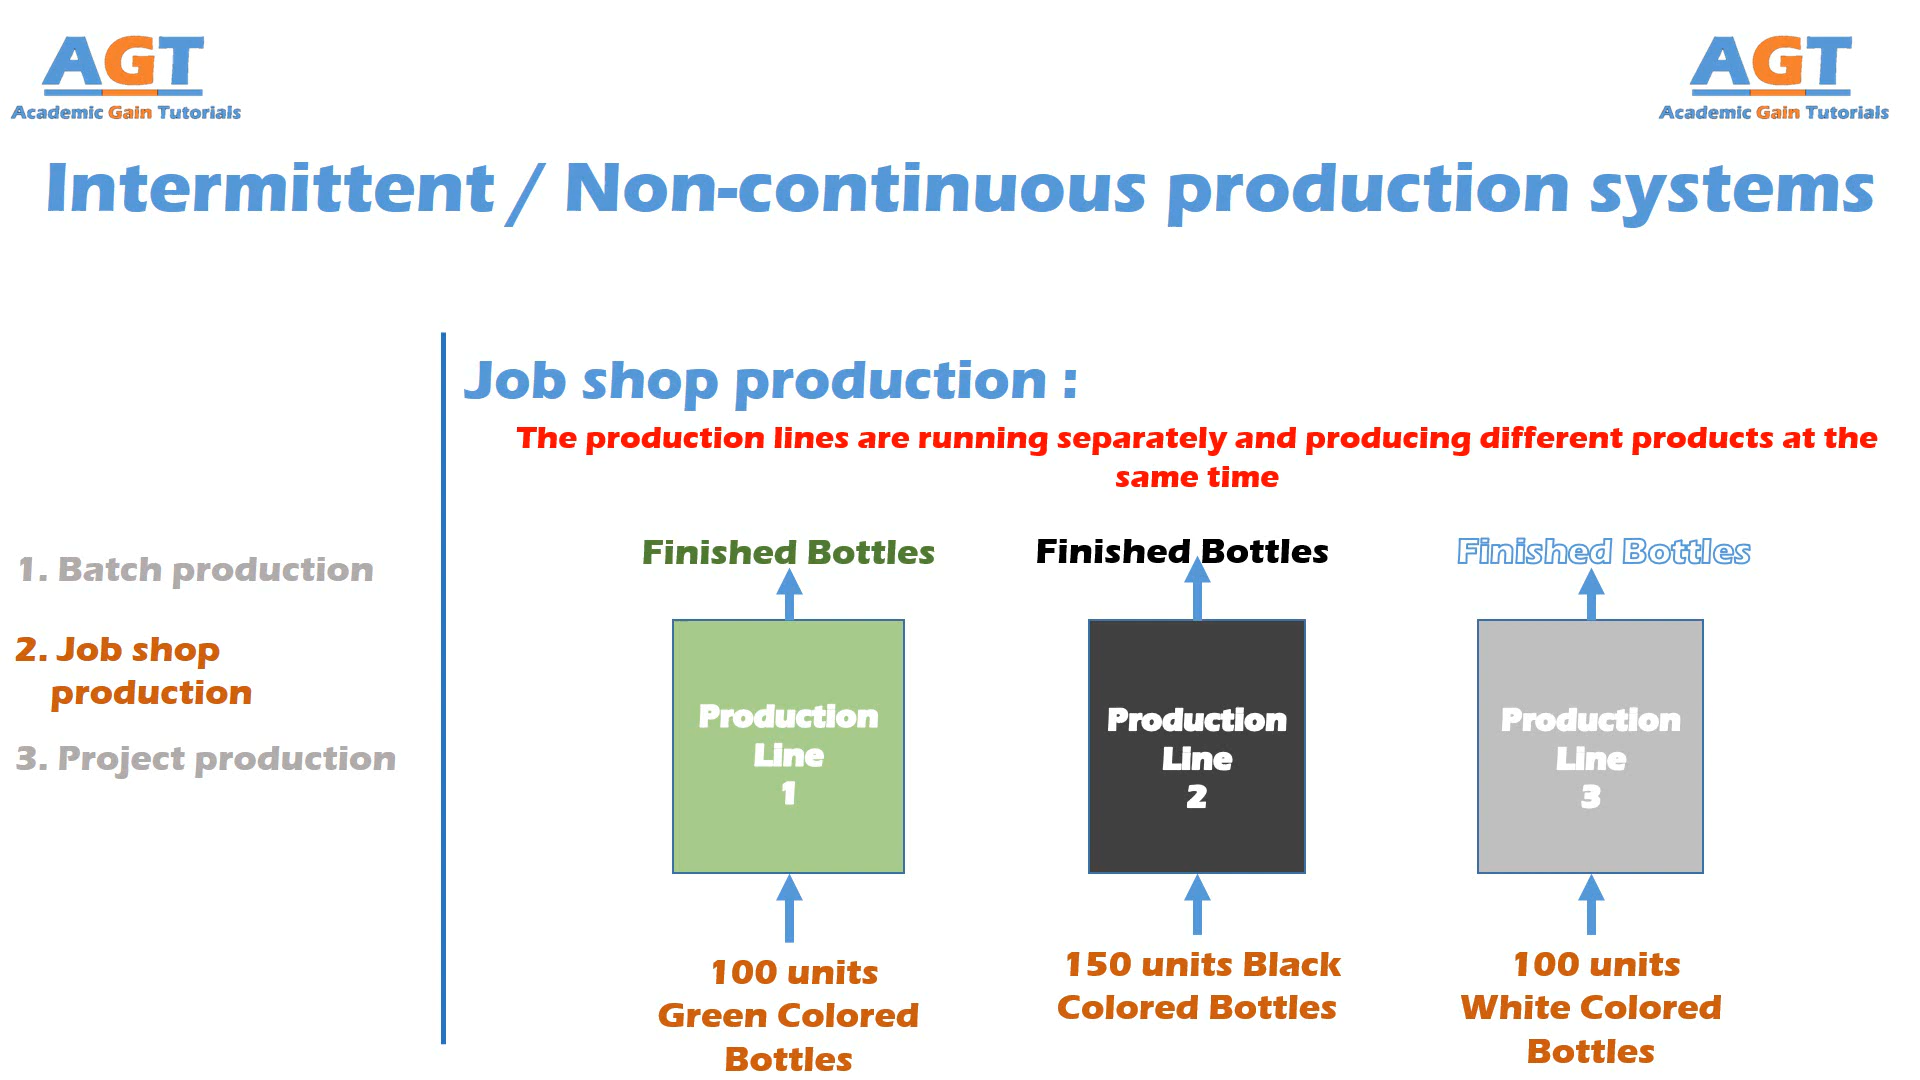 AGT
Academic Gain Tutorials
AGT
Academic Gain Tutorials
Intermittent / Non-continuous production systems
1. Batch production
2. Job shop
production
3. Project production
Job shop production :
The production lines are running separately and producing different products at the
same time
Finished Bottles
Production
Line
1
100 units
Green Colored
Bottles
Finished Bottles
Production
Line
2
150 units Black
Colored Bottles
Finished Bottles
Production
Line
3
100 units
White Colored
Bottles